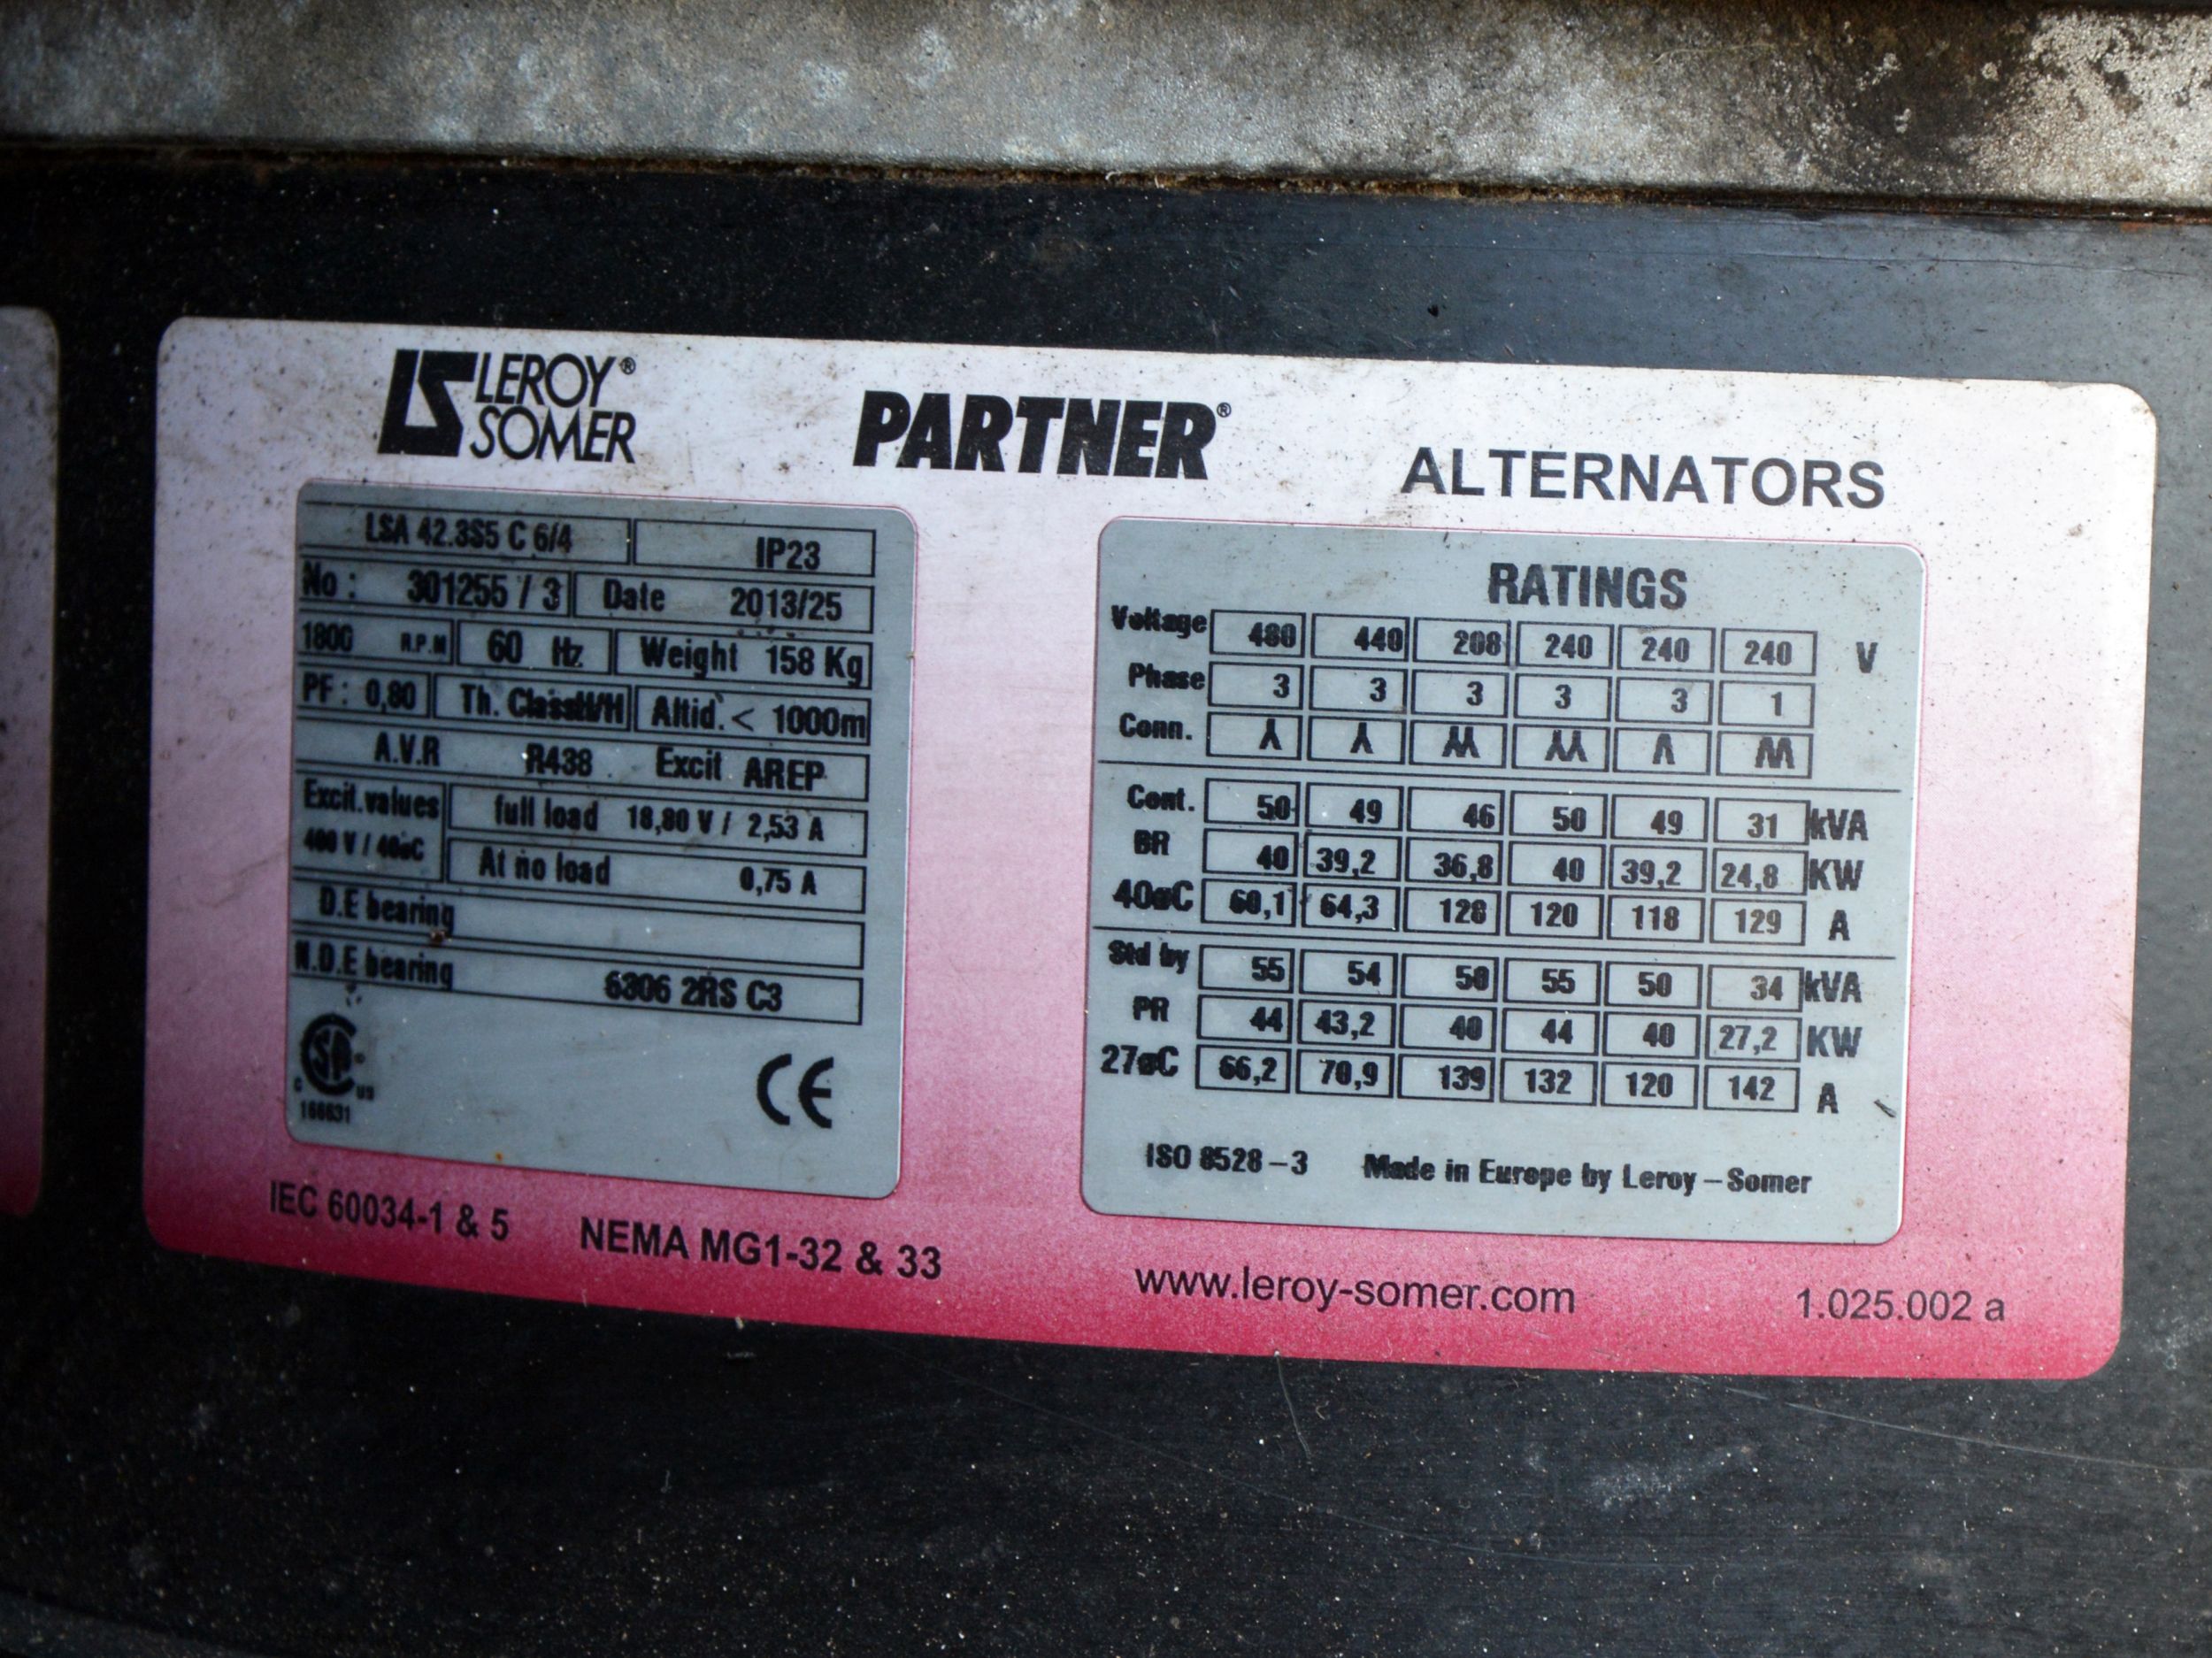 LEROY®
SOMER
PARTNER®
ALTERNATORS
LSA 42.3S5 C 6/4 IP23
No : 301255 / 3 Date 2013/25
1800 R.P.M 60 Hz Weight 158 Kg
PF : 0,80 Th. Class H/H Altid. < 1000m
A.V.R R438 Excit AREP
Excit.values full load 18,80 V / 2,53 A
400 V / 40øC At no load 0,75 A
D.E bearing
N.D.E bearing 6306 2RS C3
C SP® US
166631
CE
RATINGS
Voltage 480 440 208 240 240 240 V
Phase 3 3 3 3 3 1
Conn.
Cont. 50 49 46 50 49 31 kVA
BR 40 39,2 36,8 40 39,2 24,8 KW
40øC 60,1 64,3 128 120 118 129 A
Std by 55 54 50 55 50 34 kVA
PR 44 43,2 40 44 40 27,2 KW
27øC 66,2 70,9 139 132 120 142 A
ISO 8528 – 3 Made in Europe by Leroy – Somer
IEC 60034-1 & 5 NEMA MG1-32 & 33
www.leroy-somer.com 1.025.002 a